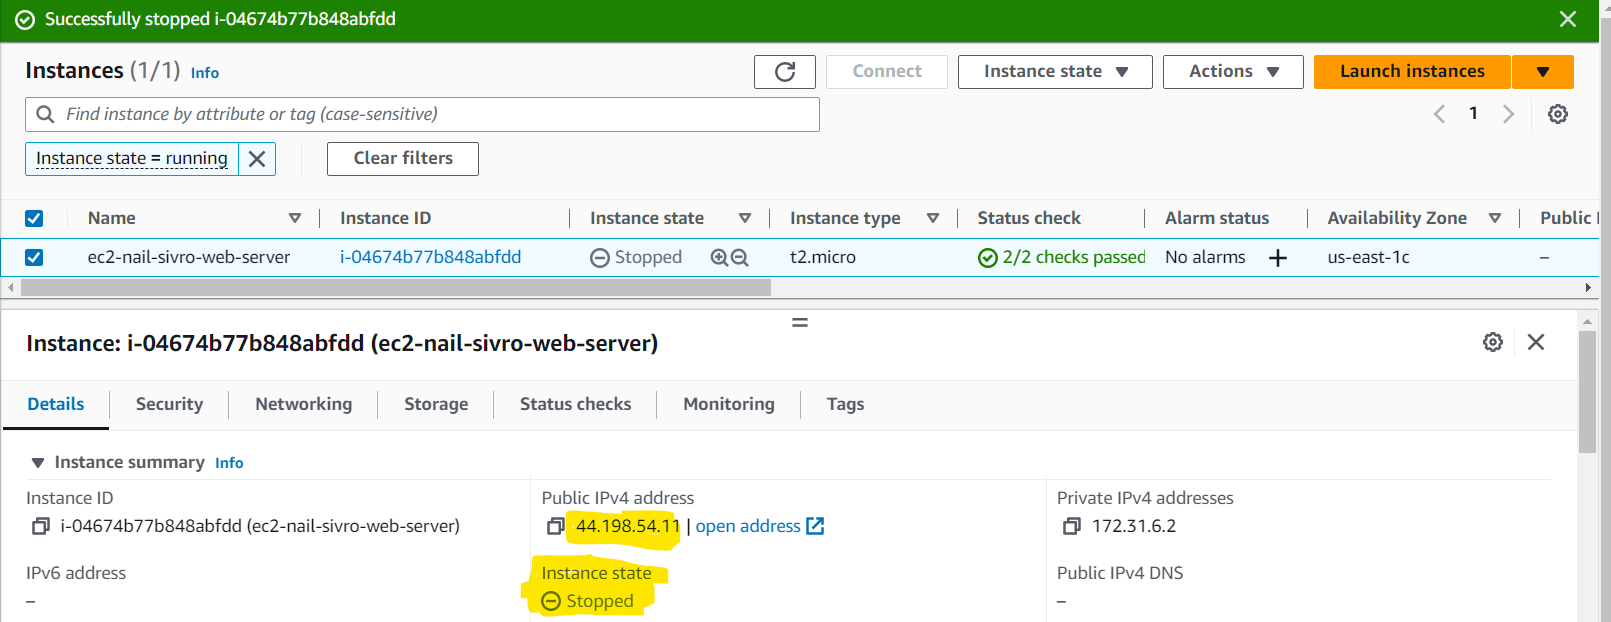 Successfully stopped i-04674b77b848abfdd
Instances (1/1) Info
Connect
Instance state
Actions
Launch instances
Find instance by attribute or tag (case-sensitive)
1
Instance state = running
Clear filters
Name Instance ID Instance state Instance type Status check Alarm status Availability Zone Public
ec2-nail-sivro-web-server i-04674b77b848abfdd Stopped t2.micro 2/2 checks passed No alarms + us-east-1c –
Instance: i-04674b77b848abfdd (ec2-nail-sivro-web-server)
Details Security Networking Storage Status checks Monitoring Tags
Instance summary Info
Instance ID
i-04674b77b848abfdd (ec2-nail-sivro-web-server)
Public IPv4 address
44.198.54.11 | open address
Private IPv4 addresses
172.31.6.2
IPv6 address
–
Instance state
Stopped
Public IPv4 DNS
–